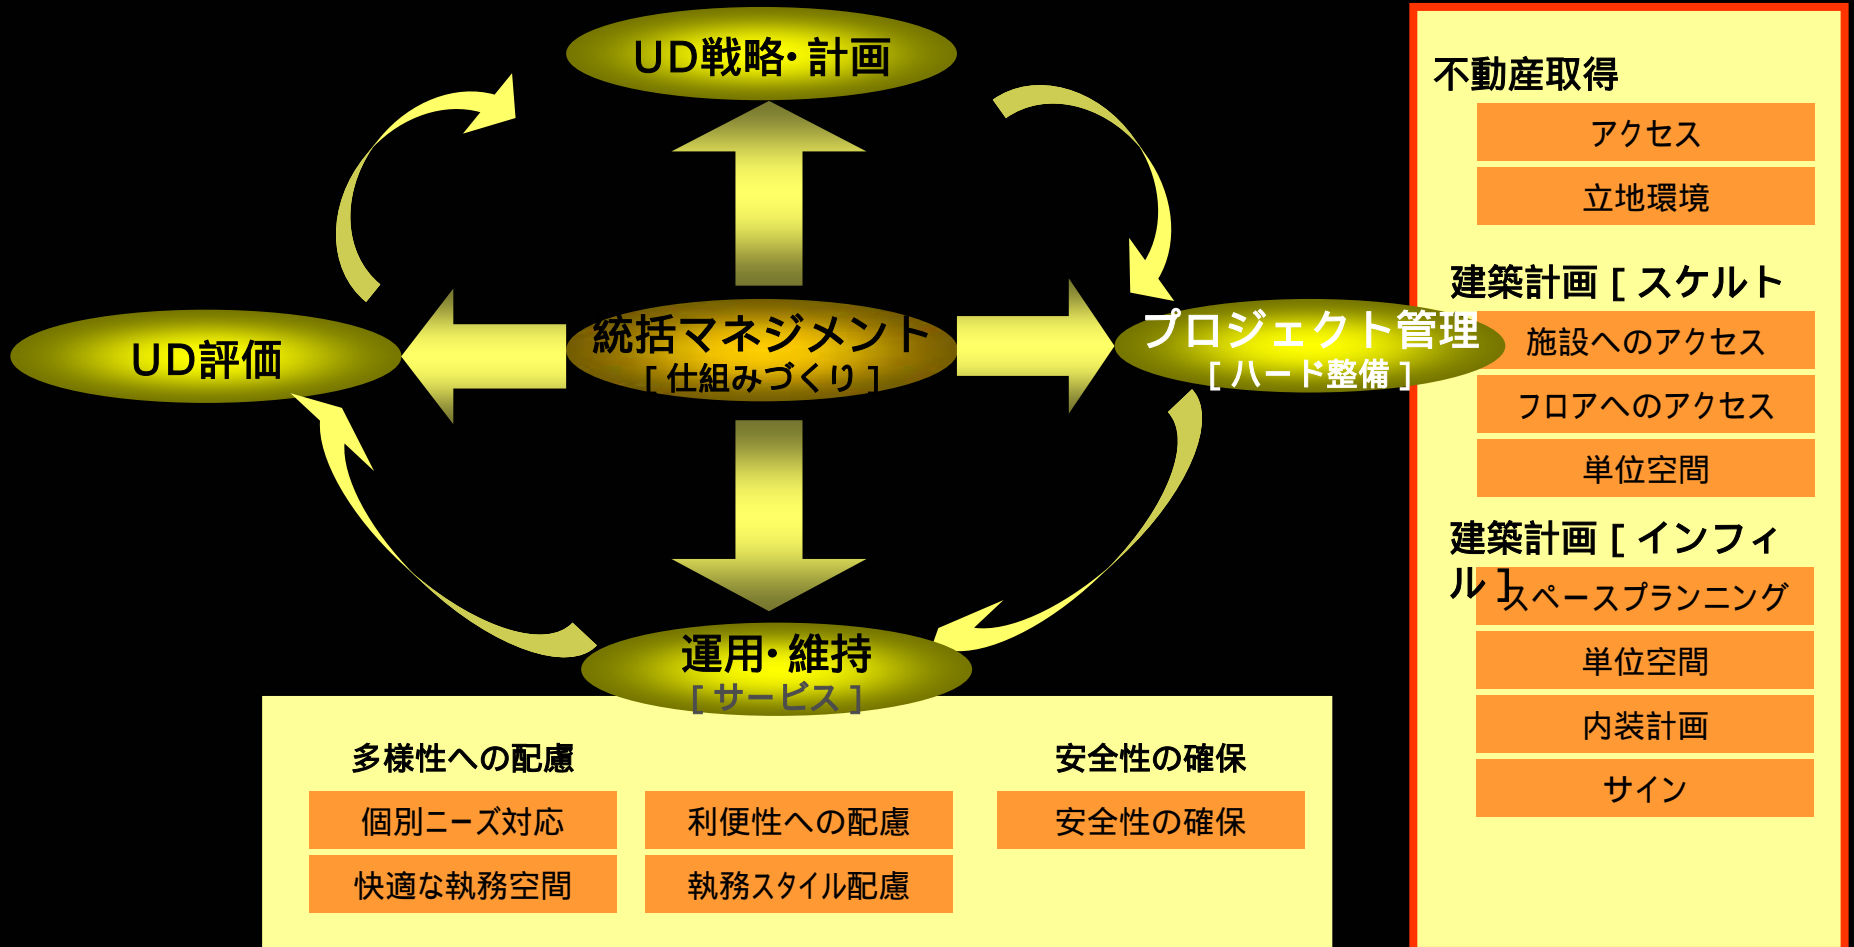 UD戦略・計画
UD評価
統括マネジメント
[ 仕組みづくり ]
プロジェクト管理
[ ハード整備 ]
運用・維持
[ サービス ]
多様性への配慮
個別ニーズ対応
快適な執務空間
利便性への配慮
執務スタイル配慮
安全性の確保
安全性の確保
不動産取得
アクセス
立地環境
建築計画 [ スケルト
施設へのアクセス
フロアへのアクセス
単位空間
建築計画 [ インフィ
ル ]
スペースプランニング
単位空間
内装計画
サイン